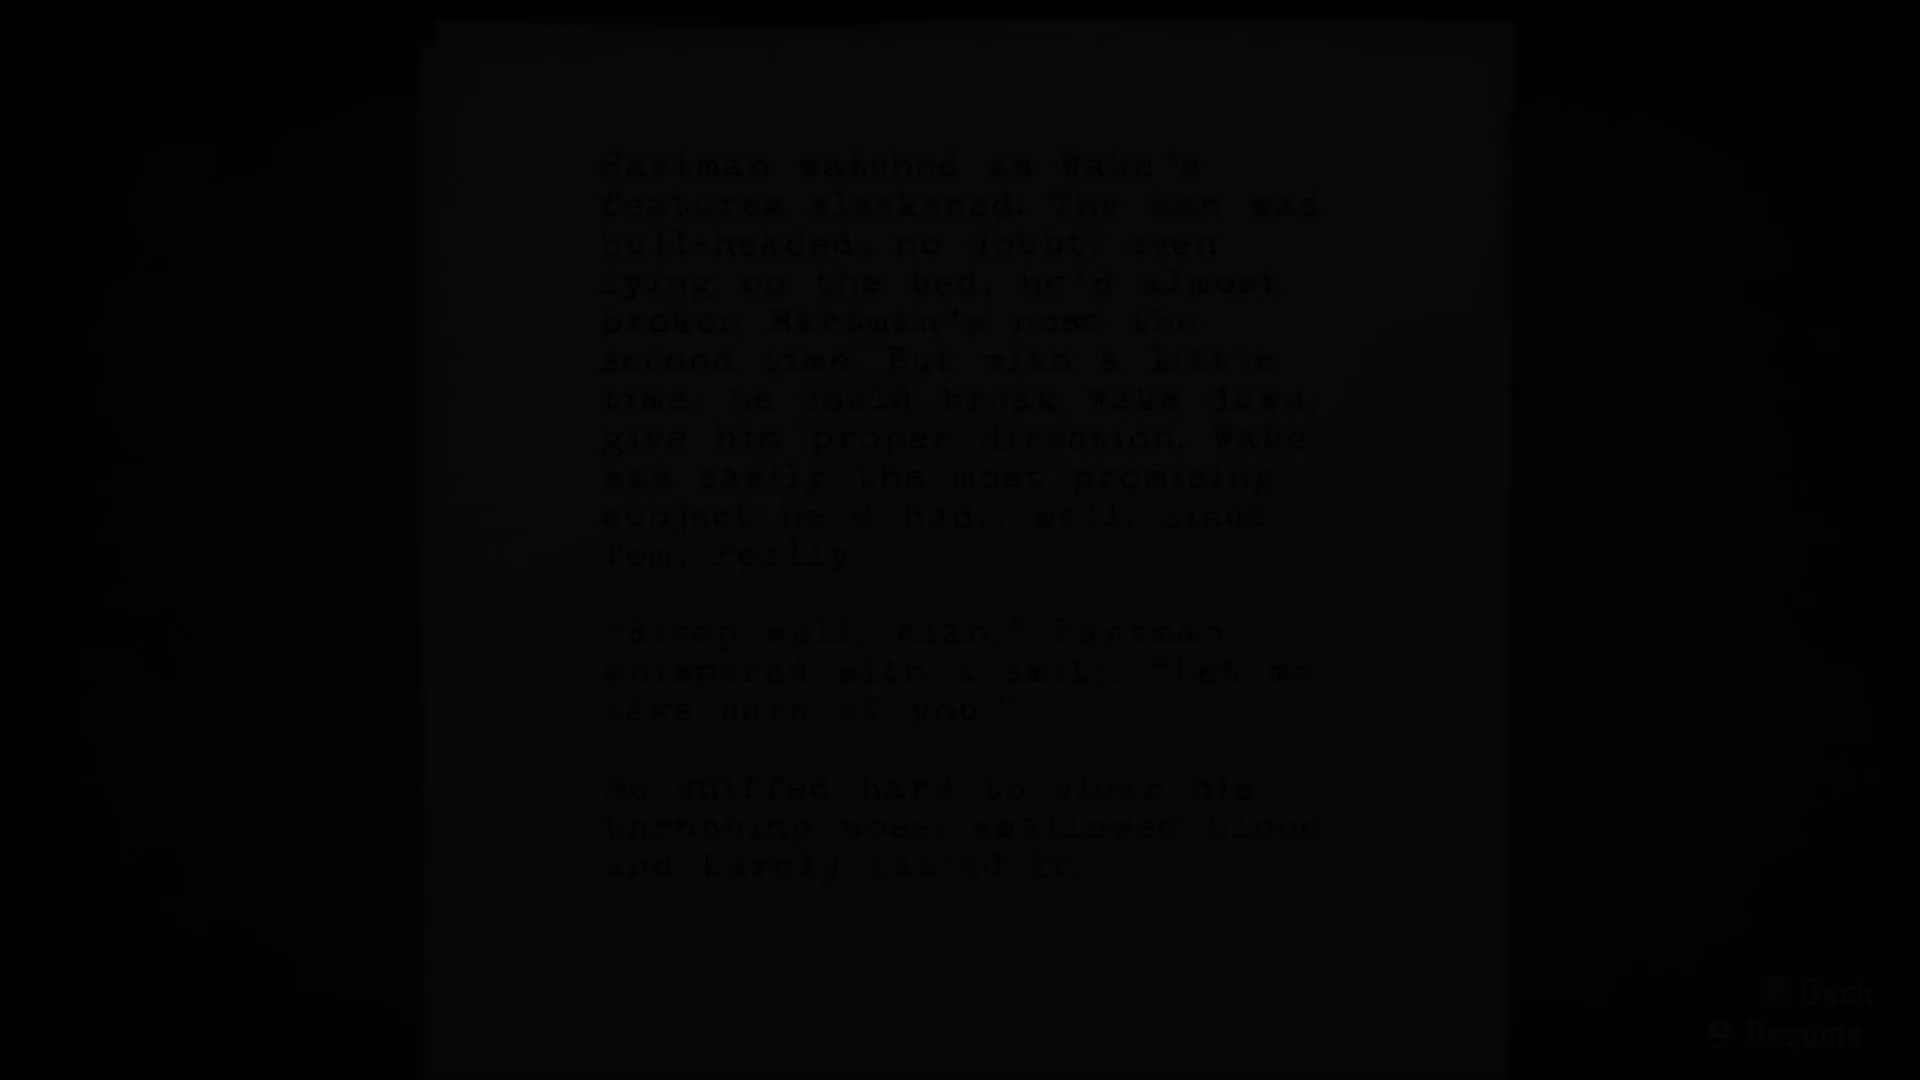 Hartman watched as Wake's
features slackened. The man was
bull-headed, no doubt; even
lying on the bed, he'd almost
broken Hartman's nose the
second time. But with a little
time, he could break Wake down,
give him proper direction. Wake
was easily the most promising
subject he'd had… well, since
Tom, really.
"Sleep well, Alan," Hartman
whispered with a smile. "Let me
take care of you."
He sniffed hard to clear his
throbbing nose; swallowed blood
and barely tasted it.
Back
Resume